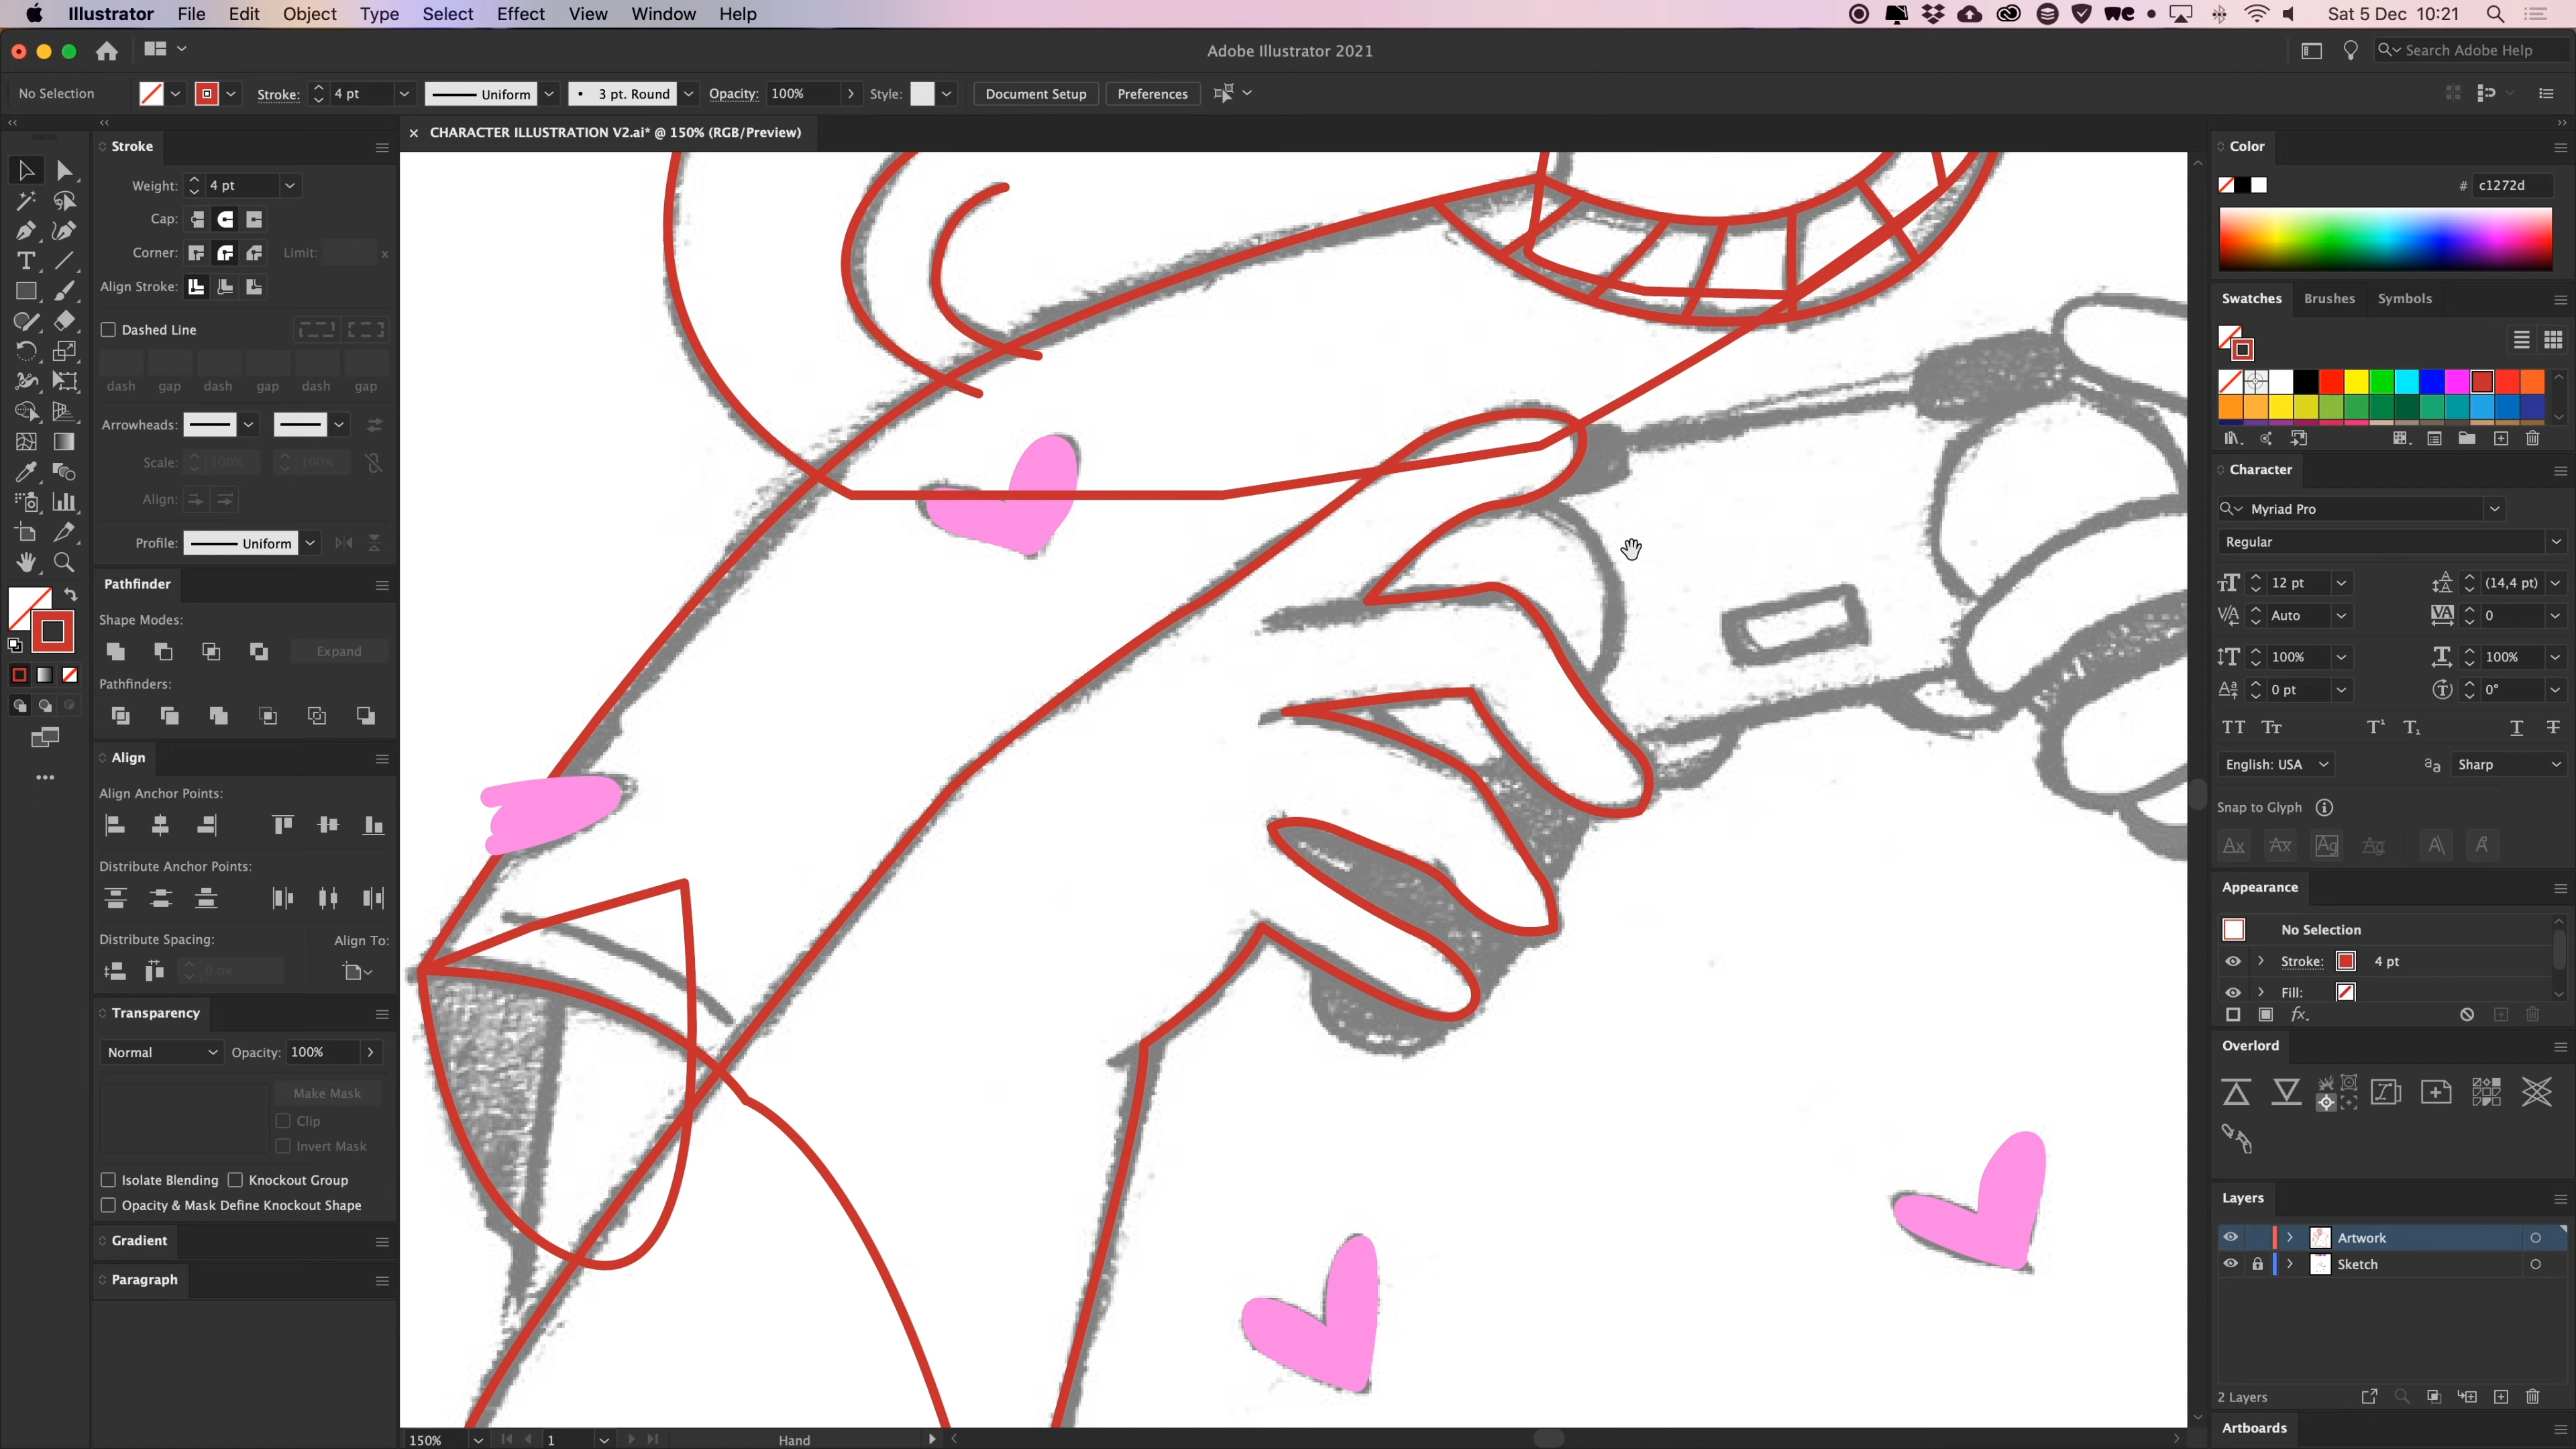 Illustrator File Edit Object Type Select Effect View Window Help
Sat 5 Dec 10:21
Adobe Illustrator 2021
Search Adobe Help
No Selection
Stroke: 4 pt
Uniform
3 pt. Round
Opacity: 100%
Style:
Document Setup
Preferences
Stroke
Weight: 4 pt
Cap:
Corner: Limit: x
Align Stroke:
Dashed Line
dash gap dash gap dash gap
Arrowheads:
Scale: 100% 100%
Align:
Profile: Uniform
Pathfinder
Shape Modes:
Expand
Pathfinders:
Align
Align Anchor Points:
Distribute Anchor Points:
Distribute Spacing: Align To:
0 px
Transparency
Normal Opacity: 100%
Make Mask
Clip
Invert Mask
Isolate Blending Knockout Group
Opacity & Mask Define Knockout Shape
Gradient
Paragraph
× CHARACTER ILLUSTRATION V2.ai* @ 150% (RGB/Preview)
150% 1 Hand
Color
# c1272d
Swatches Brushes Symbols
Character
Myriad Pro
Regular
12 pt (14,4 pt)
Auto 0
100% 100%
0 pt 0°
English: USA Sharp
Snap to Glyph
Appearance
No Selection
Stroke: 4 pt
Fill:
Overlord
Layers
Artwork
Sketch
2 Layers
Artboards